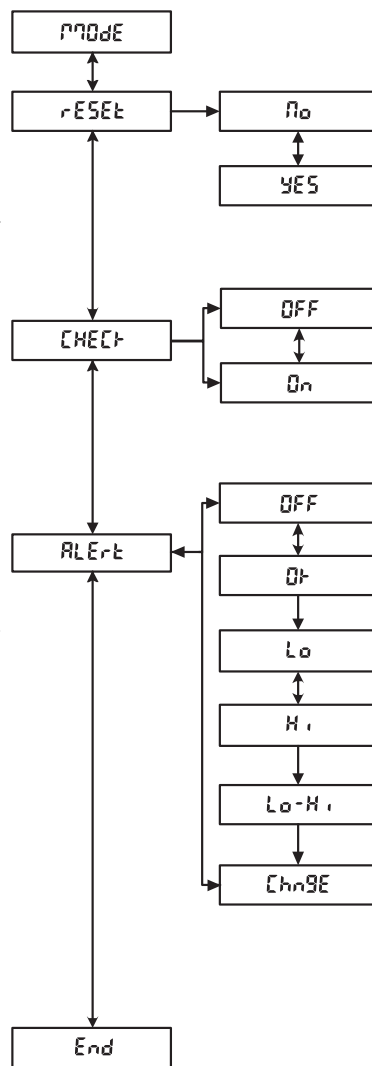 MODE
rESEt
No
YES
CHECk
OFF
On
ALErt
OFF
Ok
Lo
Hi
Lo-Hi
ChngE
End